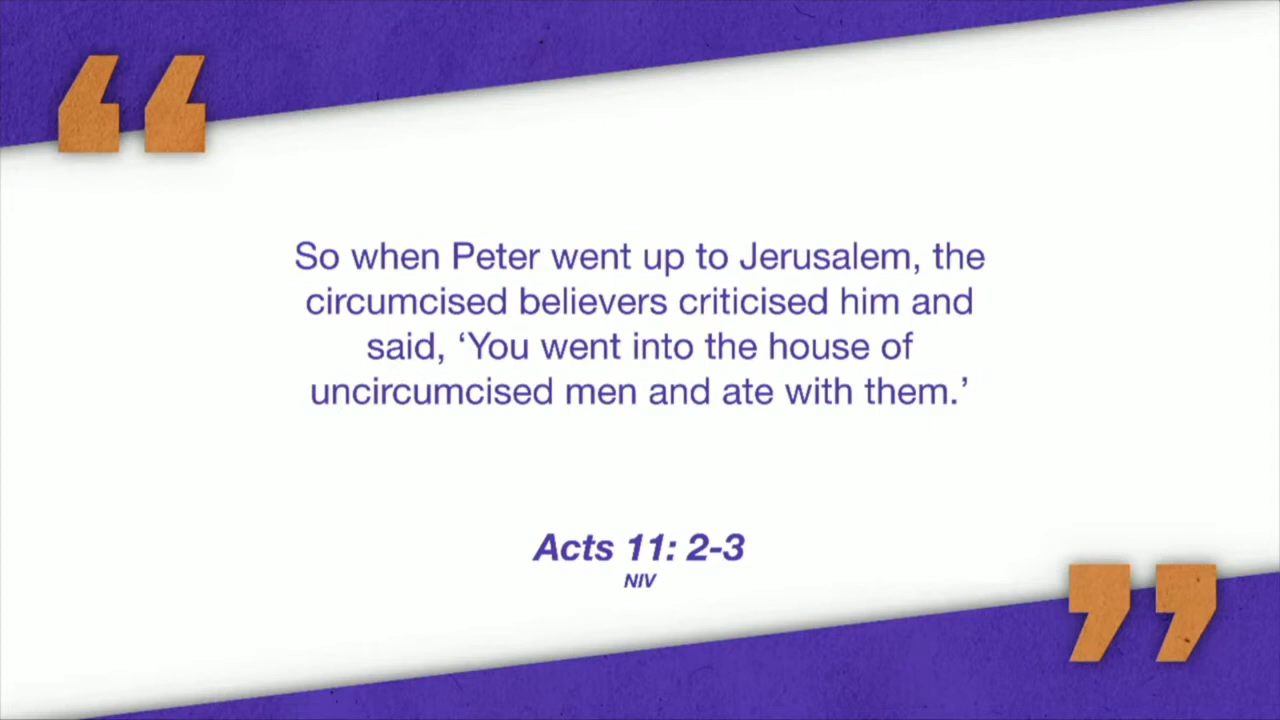 So when Peter went up to Jerusalem, the
circumcised believers criticised him and
said, ‘You went into the house of
uncircumcised men and ate with them.’
Acts 11: 2-3
NIV